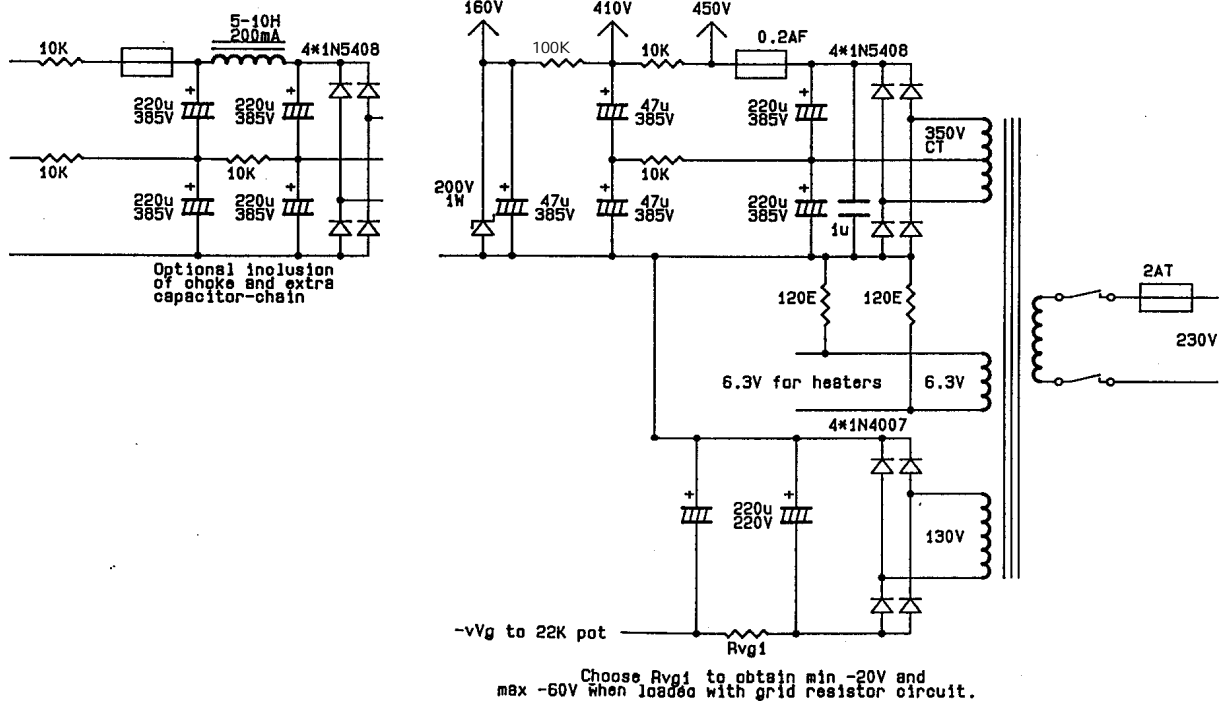 160V
410V
450V
5-10H
200mA
10K
4*1N5408
100K
10K
0.2AF
4*1N5408
220u
385V
220u
385V
47u
385V
220u
385V
350V
CT
10K
10K
10K
220u
385V
220u
385V
200V
1W
47u
385V
47u
385V
220u
385V
1u
Optional inclusion
of choke and extra
capacitor-chain
120E
120E
2AT
230V
6.3V for heaters
6.3V
4*1N4007
220u
220V
130V
-vVg to 22K pot
Rvg1
Choose Rvg1 to obtain min -20V and
max -60V when loaded with grid resistor circuit.